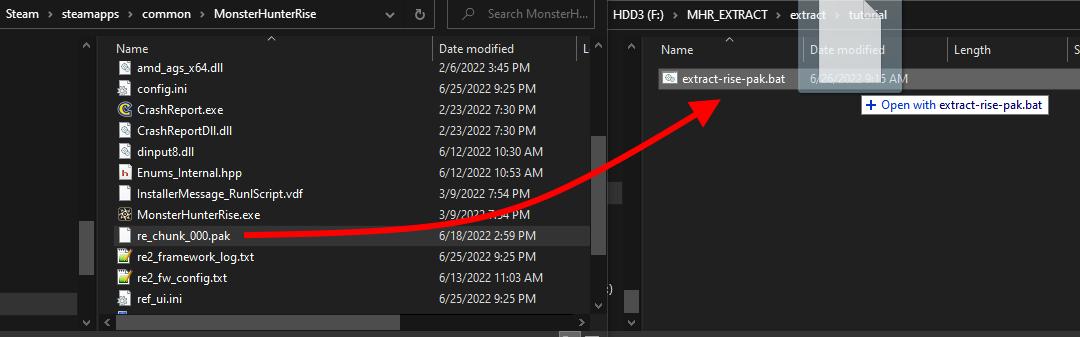 Steam › steamapps › common › MonsterHunterRise
Search MonsterH...
Name
Date modified
amd_ags_x64.dll 2/6/2022 3:45 PM
config.ini 6/25/2022 9:25 PM
CrashReport.exe 2/23/2022 7:30 PM
CrashReportDll.dll 2/23/2022 7:30 PM
dinput8.dll 6/12/2022 10:30 AM
Enums_Internal.hpp 6/12/2022 10:53 AM
InstallerMessage_RunIScript.vdf 3/9/2022 7:54 PM
MonsterHunterRise.exe 3/9/2022 7:54 PM
re_chunk_000.pak 6/18/2022 2:59 PM
re2_framework_log.txt 6/25/2022 9:25 PM
re2_fw_config.txt 6/13/2022 11:03 AM
ref_ui.ini 6/25/2022 9:25 PM
HDD3 (F:) › MHR_EXTRACT › extract › tutorial
Name Date modified Length
extract-rise-pak.bat 6/26/2022 9:15 AM
+ Open with extract-rise-pak.bat